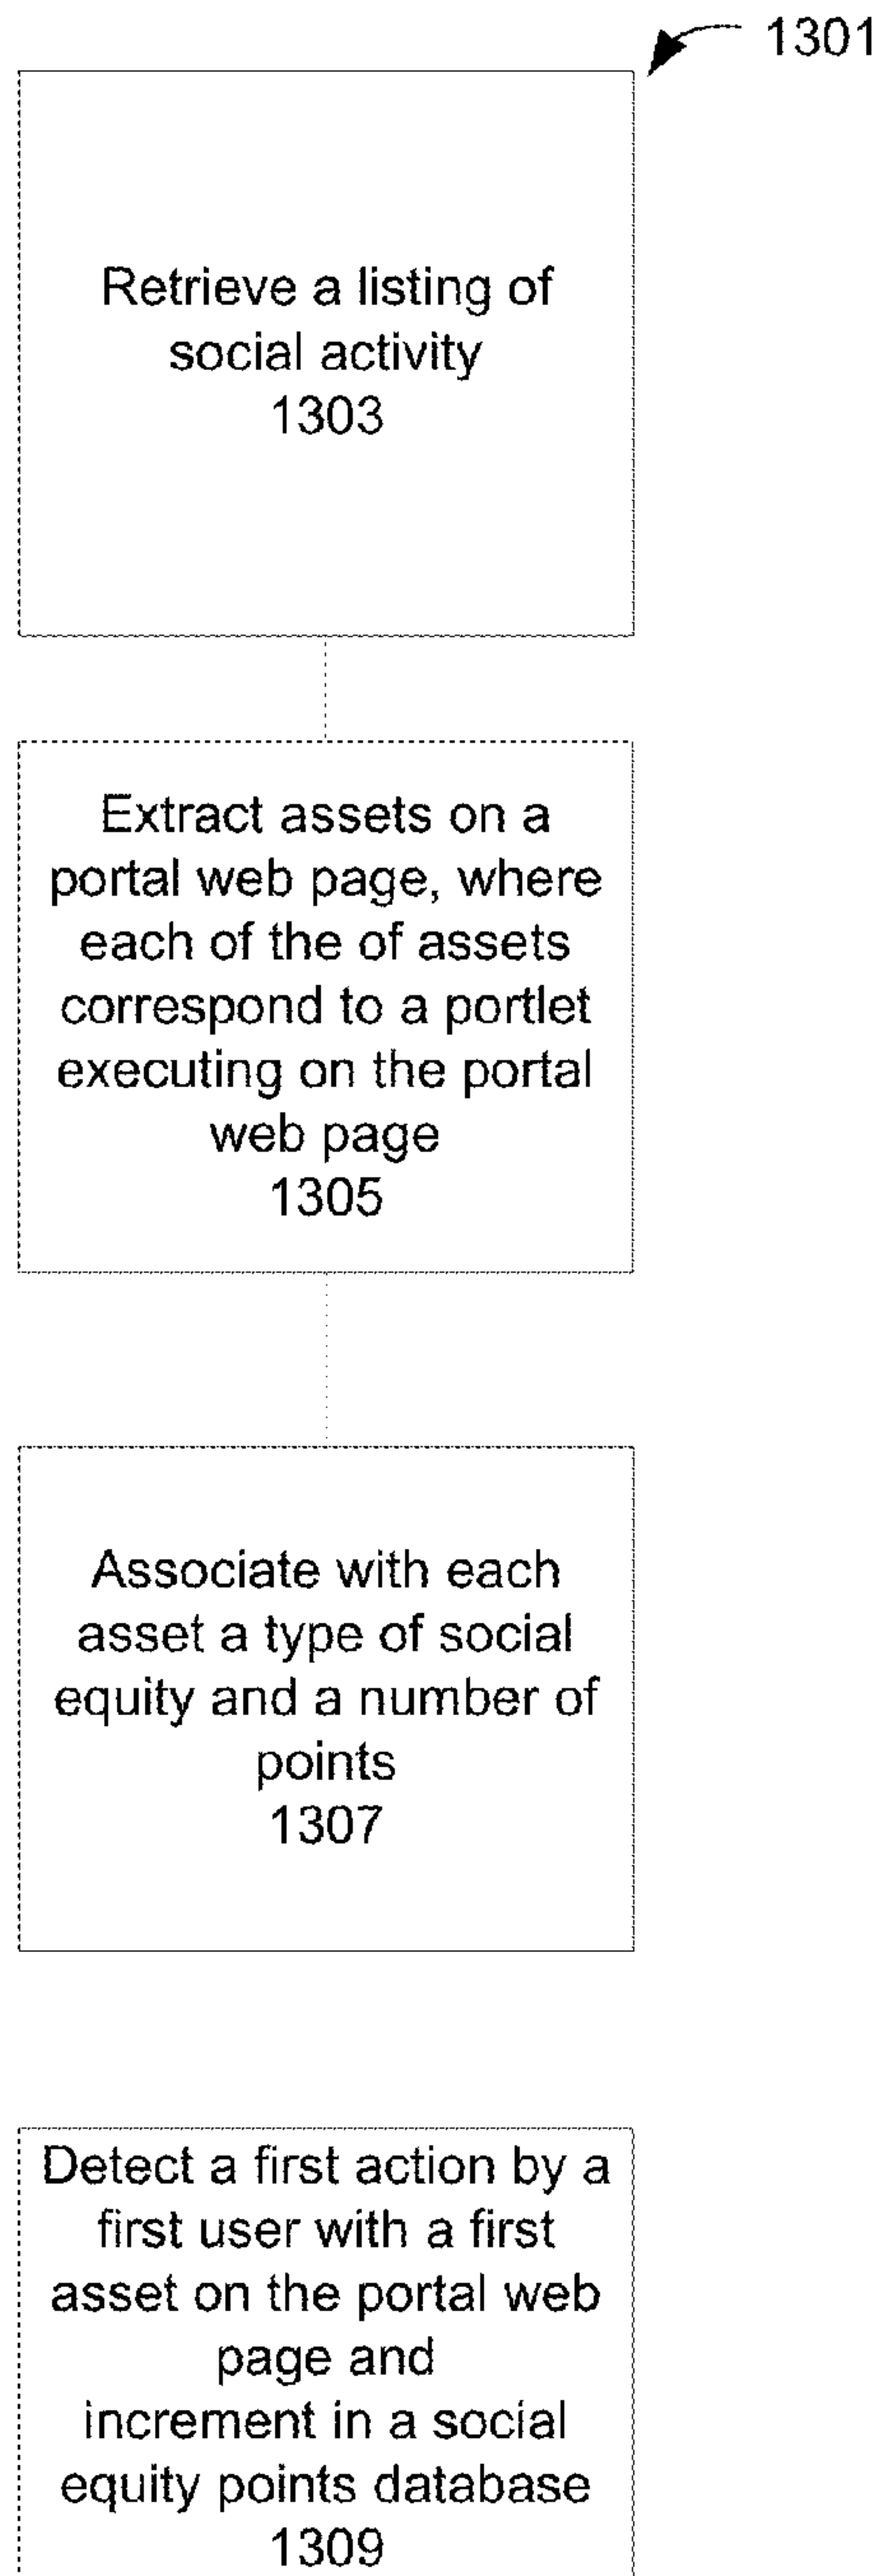 1301
Retrieve a listing of
social activity
1303
Extract assets on a
portal web page, where
each of the of assets
correspond to a portlet
executing on the portal
web page
1305
Associate with each
asset a type of social
equity and a number of
points
1307
Detect a first action by a
first user with a first
asset on the portal web
page and
increment in a social
equity points database
1309